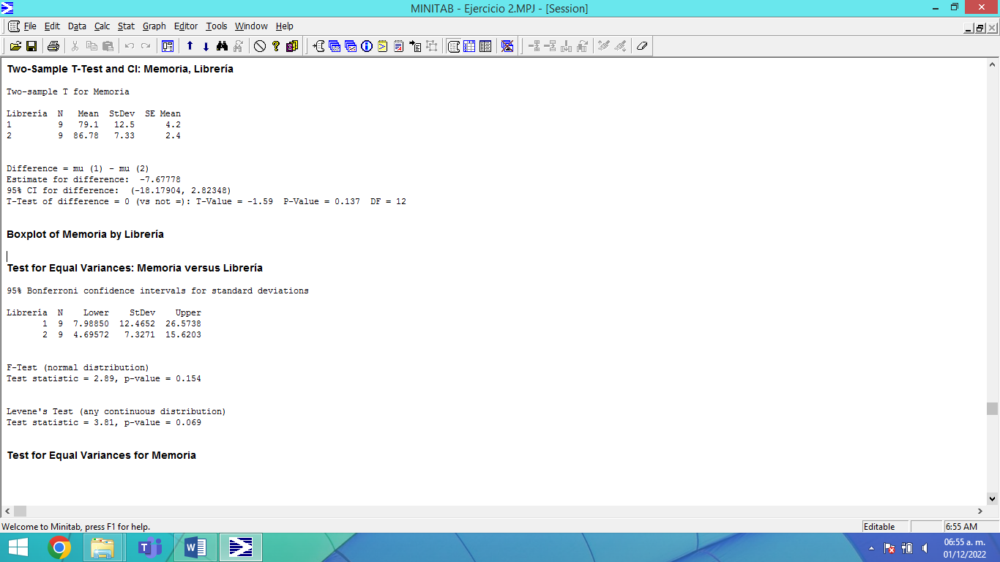 MINITAB - Ejercicio 2.MPJ - [Session]
File Edit Data Calc Stat Graph Editor Tools Window Help
Two-Sample T-Test and CI: Memoria, Librería
Two-sample T for Memoria
Librería N Mean StDev SE Mean
1 9 79.1 12.5 4.2
2 9 86.78 7.33 2.4
Difference = mu (1) - mu (2)
Estimate for difference: -7.67778
95% CI for difference: (-18.17904, 2.82348)
T-Test of difference = 0 (vs not =): T-Value = -1.59 P-Value = 0.137 DF = 12
Boxplot of Memoria by Librería
Test for Equal Variances: Memoria versus Librería
95% Bonferroni confidence intervals for standard deviations
Librería N Lower StDev Upper
1 9 7.98850 12.4652 26.5738
2 9 4.69572 7.3271 15.6203
F-Test (normal distribution)
Test statistic = 2.89, p-value = 0.154
Levene's Test (any continuous distribution)
Test statistic = 3.81, p-value = 0.069
Test for Equal Variances for Memoria
Welcome to Minitab, press F1 for help.
Editable
6:55 AM
06:55 a. m.
01/12/2022